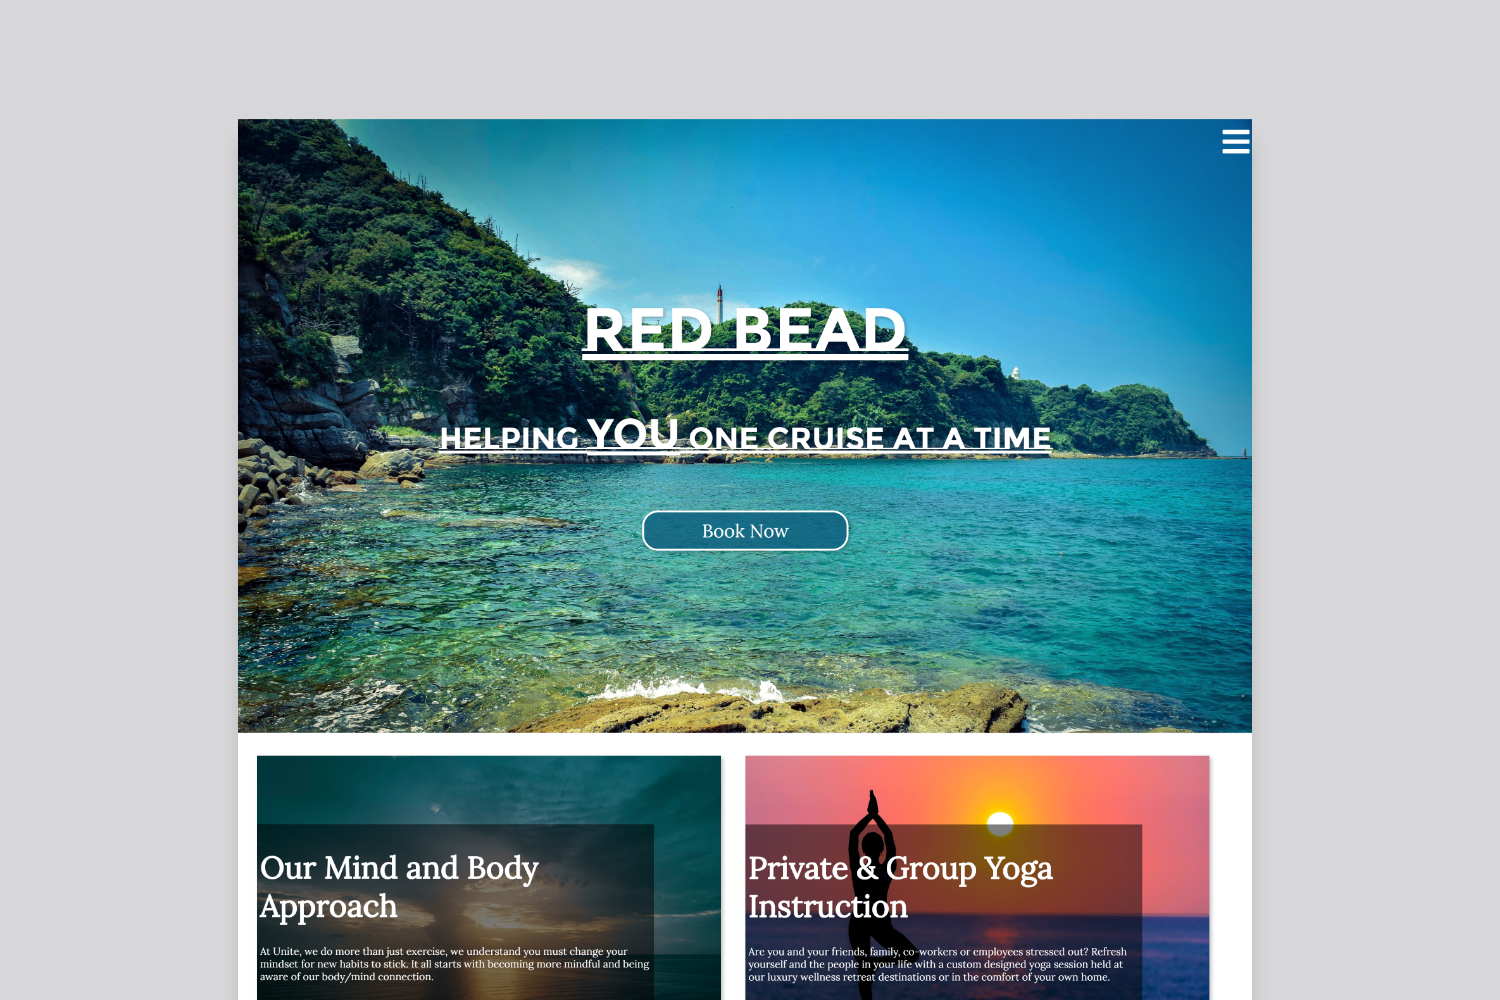 RED BEAD
HELPING YOU ONE CRUISE AT A TIME
Book Now
Our Mind and Body
Approach
At Unite, we do more than just exercise, we understand you must change your
mindset for new habits to stick. It all starts with becoming more mindful and being
aware of our body/mind connection.
Private & Group Yoga
Instruction
Are you and your friends, family, co-workers or employees stressed out? Refresh
yourself and the people in your life with a custom designed yoga session held at
our luxury wellness retreat destinations or in the comfort of your own home.